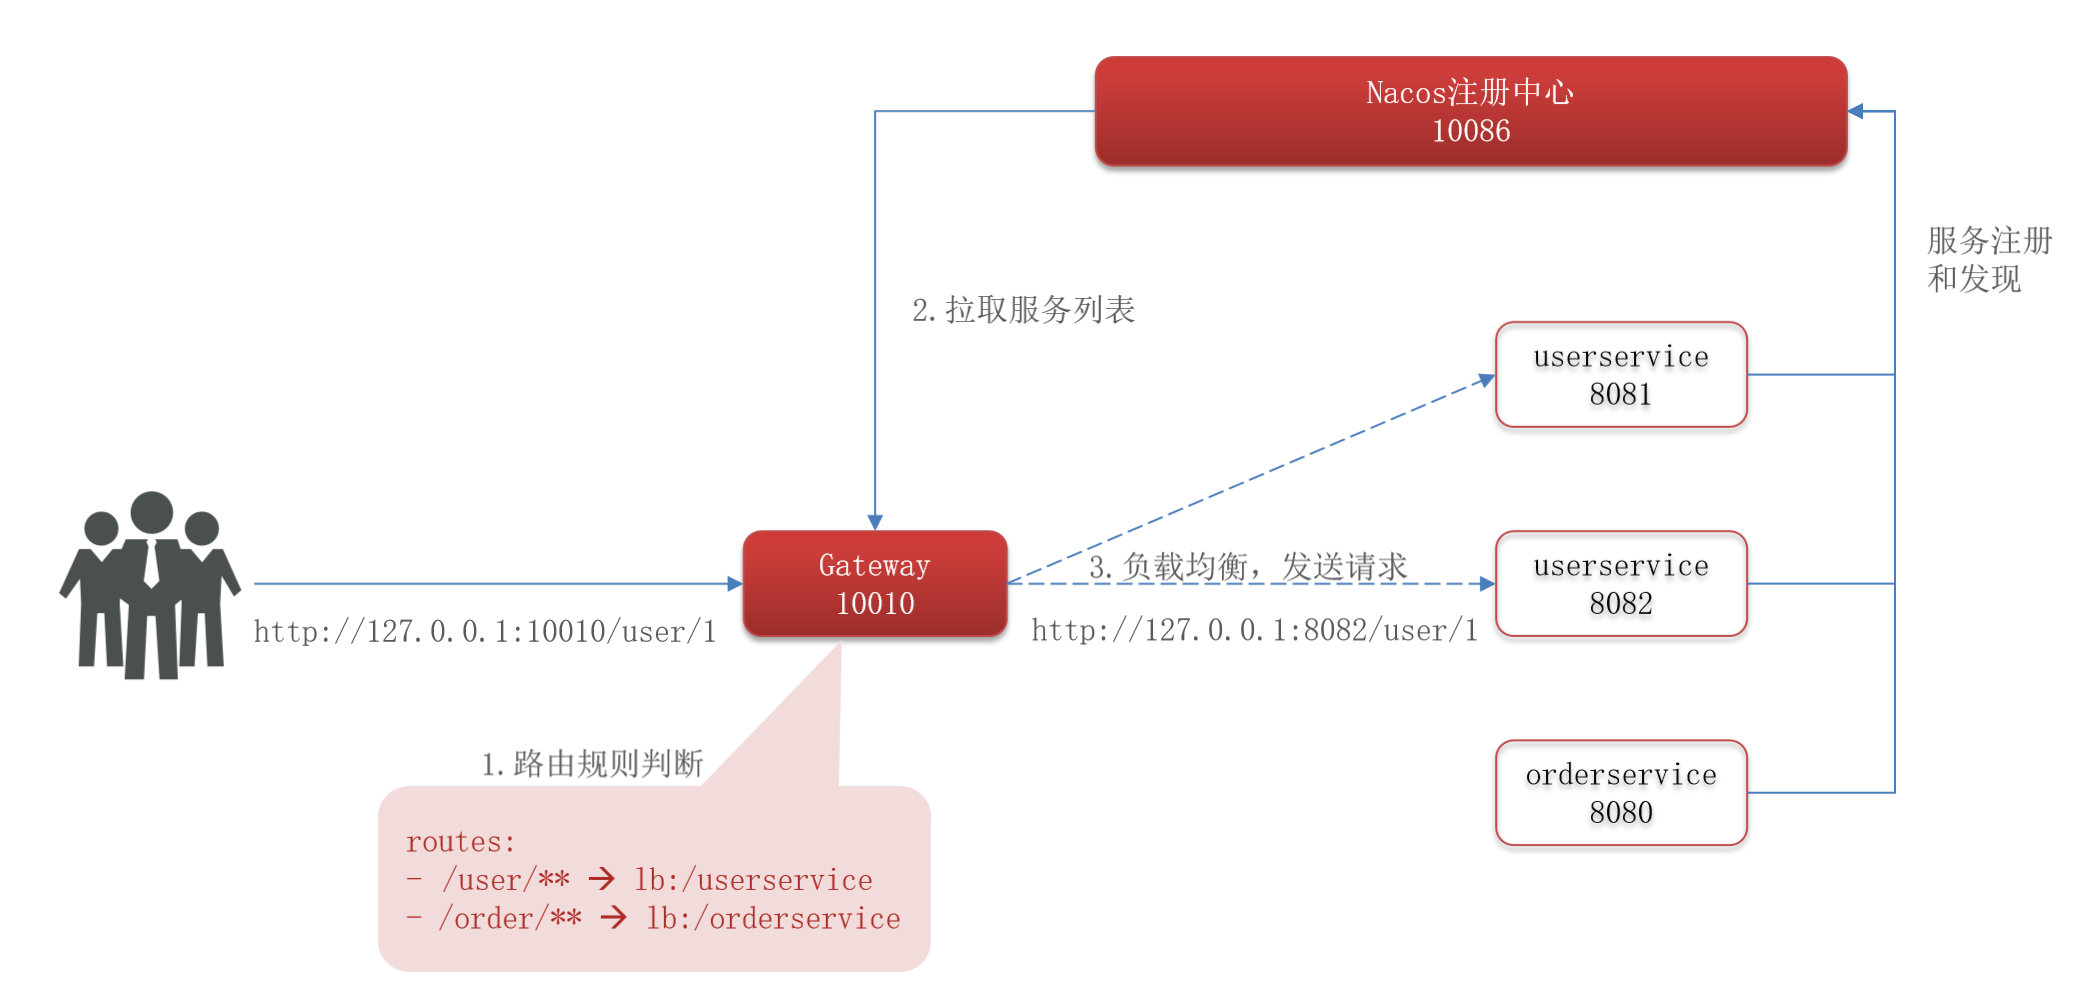 Nacos注册中心
10086
服务注册
和发现
2.拉取服务列表
userservice
8081
Gateway
10010
3.负载均衡，发送请求
userservice
8082
http://127.0.0.1:10010/user/1
http://127.0.0.1:8082/user/1
1.路由规则判断
orderservice
8080
routes:
- /user/** → lb:/userservice
- /order/** → lb:/orderservice